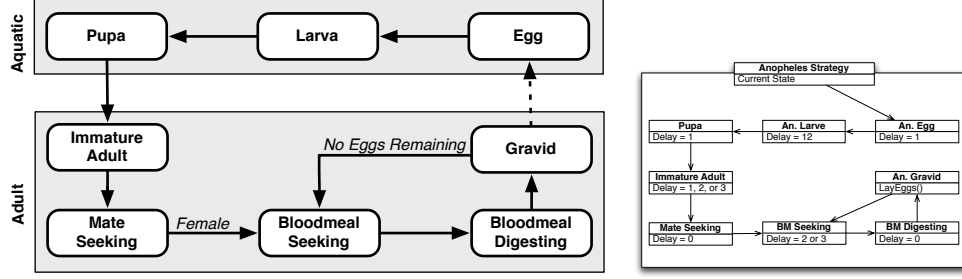 Aquatic
Pupa
Larva
Egg
Adult
Immature
Adult
No Eggs Remaining
Gravid
Mate
Seeking
Female
Bloodmeal
Seeking
Bloodmeal
Digesting
Anopheles Strategy
Current State
Pupa
Delay = 1
An. Larve
Delay = 12
An. Egg
Delay = 1
Immature Adult
Delay = 1, 2, or 3
An. Gravid
LayEggs()
Mate Seeking
Delay = 0
BM Seeking
Delay = 2 or 3
BM Digesting
Delay = 0